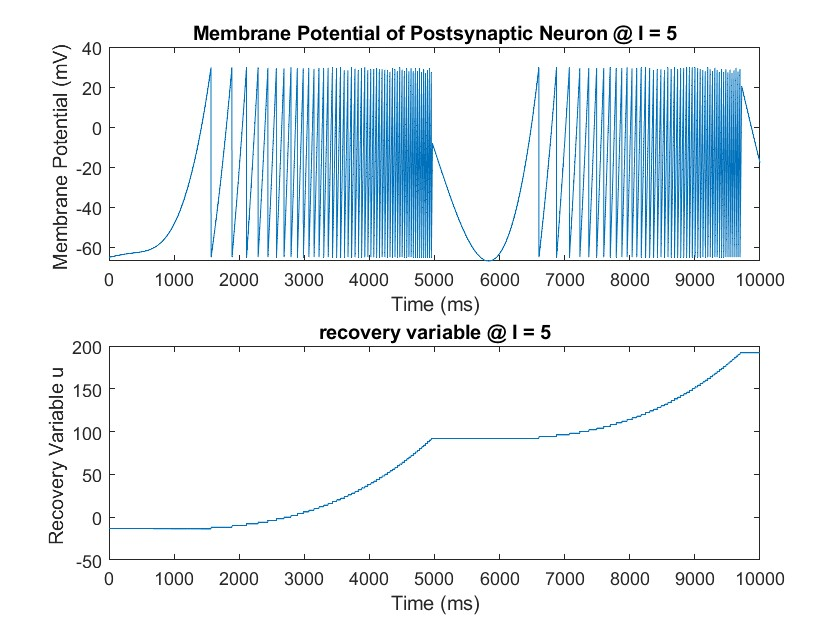 Membrane Potential of Postsynaptic Neuron @ I = 5
Membrane Potential (mV)
40
20
0
-20
-40
-60
0 1000 2000 3000 4000 5000 6000 7000 8000 9000 10000
Time (ms)
recovery variable @ I = 5
Recovery Variable u
200
150
100
50
0
-50
0 1000 2000 3000 4000 5000 6000 7000 8000 9000 10000
Time (ms)